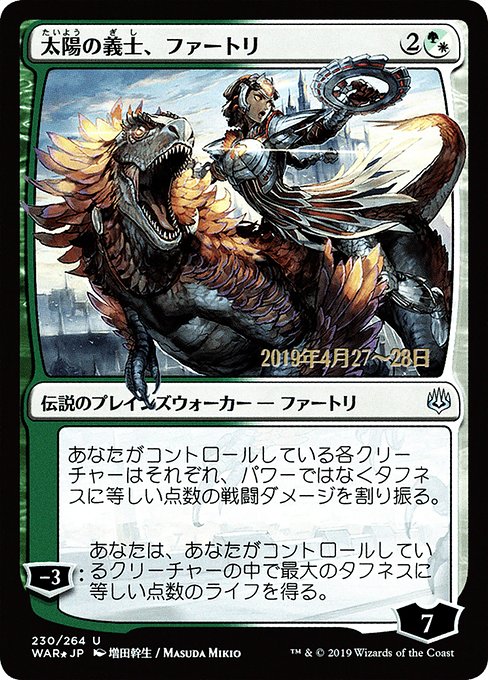 たいよう ぎし
太陽の義士、ファートリ 2
2019年4月27~28日
伝説のプレインズウォーカー — ファートリ
あなたがコントロールしている各クリー
チャーはそれぞれ、パワーではなくタフネ
スに等しい点数の戦闘ダメージを割り振る。
あなたは、あなたがコントロールしてい
-3 :るクリーチャーの中で最大のタフネスに
等しい点数のライフを得る。
7
230/264 U
WAR★JP 増田幹生/MASUDA MIKIO
™ & © 2019 Wizards of the Coast